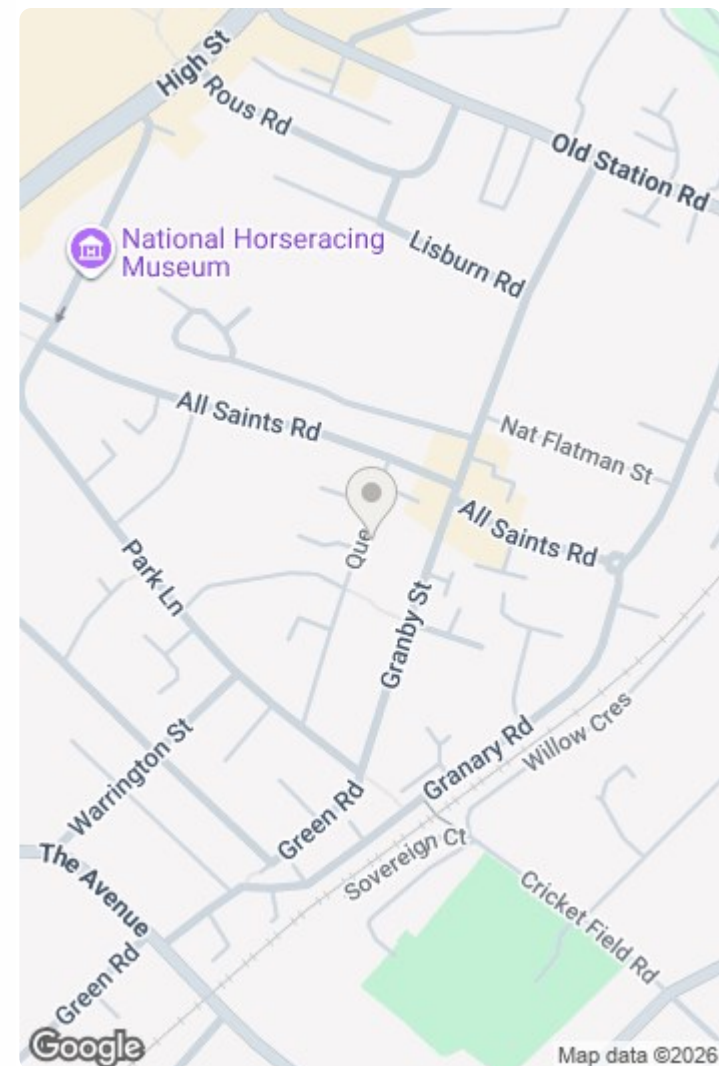 High St
Rous Rd
Old Station Rd
National Horseracing
Museum
Lisburn Rd
All Saints Rd
Nat Flatman St
All Saints Rd
Que
Park Ln
Granby St
Granary Rd
Willow Cres
Warrington St
Green Rd
Sovereign Ct
The Avenue
Cricket Field Rd
Green Rd
Google
Map data ©2026